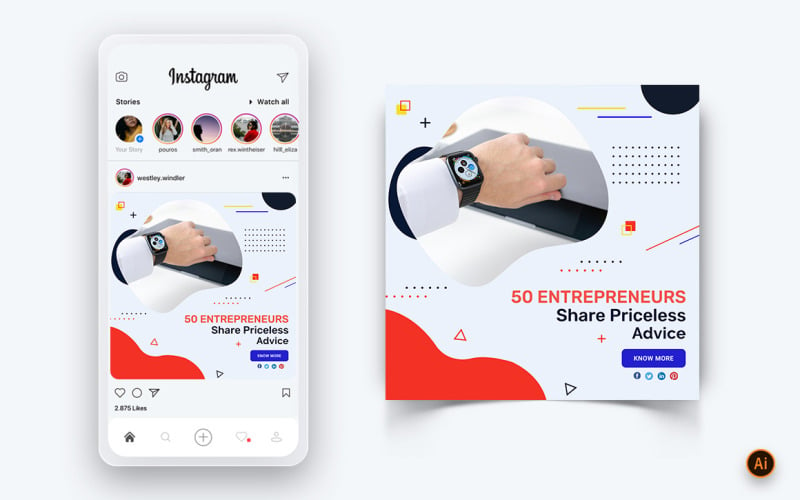 Instagram
Stories
Watch all
Your Story
pouros
smith_oran
rex.wintheiser
hill_eliza
westley.windler
50 ENTREPRENEURS
Share Priceless
Advice
KNOW MORE
2.875 Likes
50 ENTREPRENEURS
Share Priceless
Advice
KNOW MORE
Ai